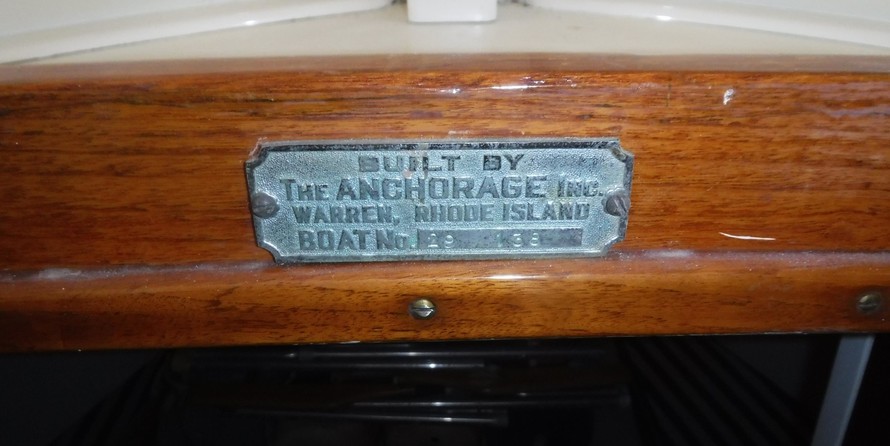 BUILT BY
THE ANCHORAGE INC.
WARREN, RHODE ISLAND
BOAT NO. 29 138